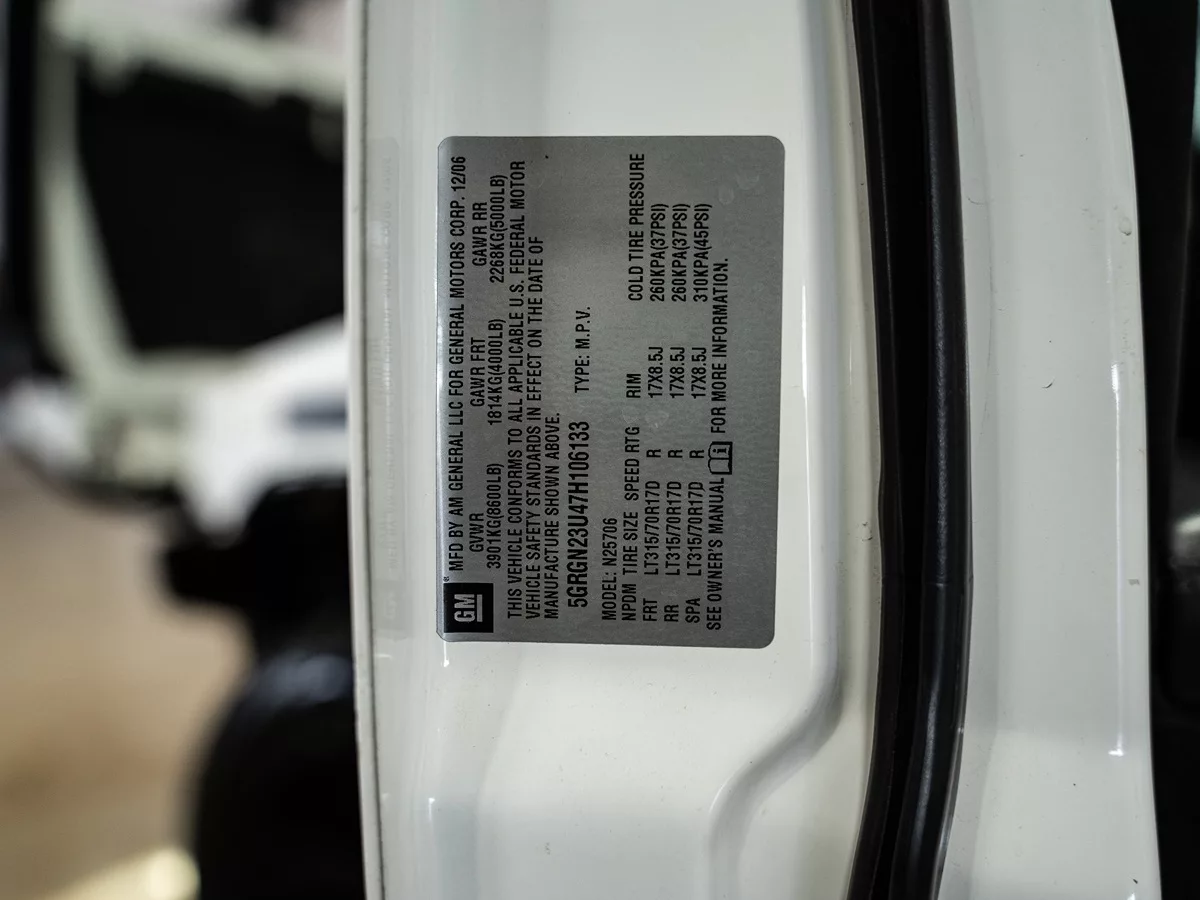 GM
® MFD BY AM GENERAL LLC FOR GENERAL MOTORS CORP. 12/06
GVWR GAWR FRT GAWR RR
3901KG(8600LB) 1814KG(4000LB) 2268KG(5000LB)
THIS VEHICLE CONFORMS TO ALL APPLICABLE U.S. FEDERAL MOTOR
VEHICLE SAFETY STANDARDS IN EFFECT ON THE DATE OF
MANUFACTURE SHOWN ABOVE.
5GRGN23U47H106133 TYPE: M.P.V.
MODEL: N25706
NPDM TIRE SIZE SPEED RTG RIM COLD TIRE PRESSURE
FRT LT315/70R17D R 17X8.5J 260KPA(37PSI)
RR LT315/70R17D R 17X8.5J 260KPA(37PSI)
SPA LT315/70R17D R 17X8.5J 310KPA(45PSI)
SEE OWNER'S MANUAL i FOR MORE INFORMATION.